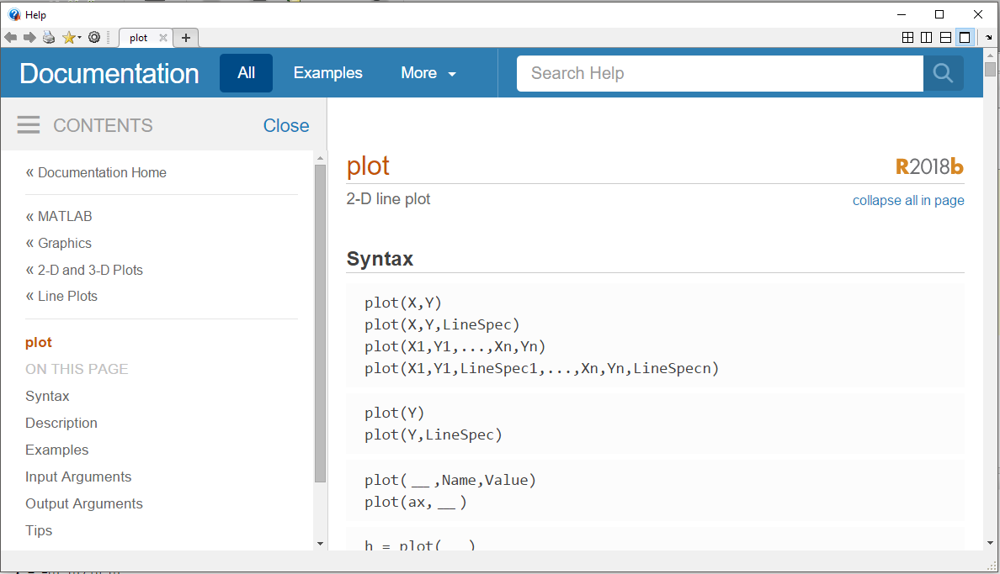 Help
plot
Documentation
All
Examples
More
Search Help
CONTENTS
Close
« Documentation Home
« MATLAB
« Graphics
« 2-D and 3-D Plots
« Line Plots
plot
ON THIS PAGE
Syntax
Description
Examples
Input Arguments
Output Arguments
Tips
plot
R2018b
2-D line plot
collapse all in page
Syntax
plot(X,Y)
plot(X,Y,LineSpec)
plot(X1,Y1,...,Xn,Yn)
plot(X1,Y1,LineSpec1,...,Xn,Yn,LineSpecn)
plot(Y)
plot(Y,LineSpec)
plot(__,Name,Value)
plot(ax,__)
h = plot(__)